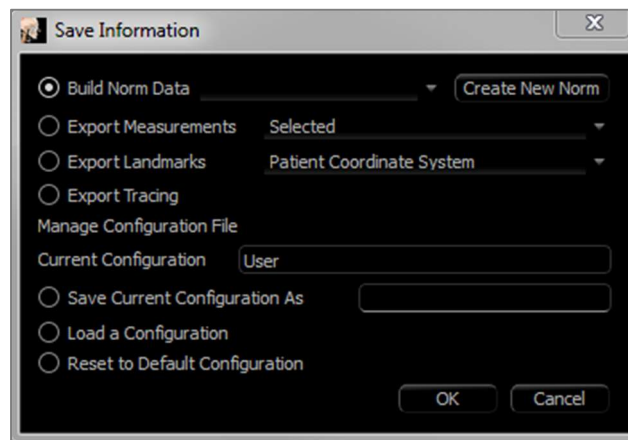 Save Information
Build Norm Data Create New Norm
Export Measurements Selected
Export Landmarks Patient Coordinate System
Export Tracing
Manage Configuration File
Current Configuration User
Save Current Configuration As
Load a Configuration
Reset to Default Configuration
OK Cancel